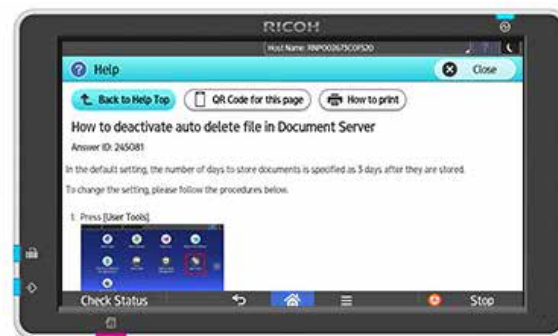 RICOH
Help
Close
Back to Help Top
QR Code for this page
How to print
How to deactivate auto delete file in Document Server
Answer ID: 245081
In the default setting, the number of days to store documents is specified as 3 days after they are stored.
To change the setting, please follow the procedures below.
1. Press [User Tools].
Check Status
Stop